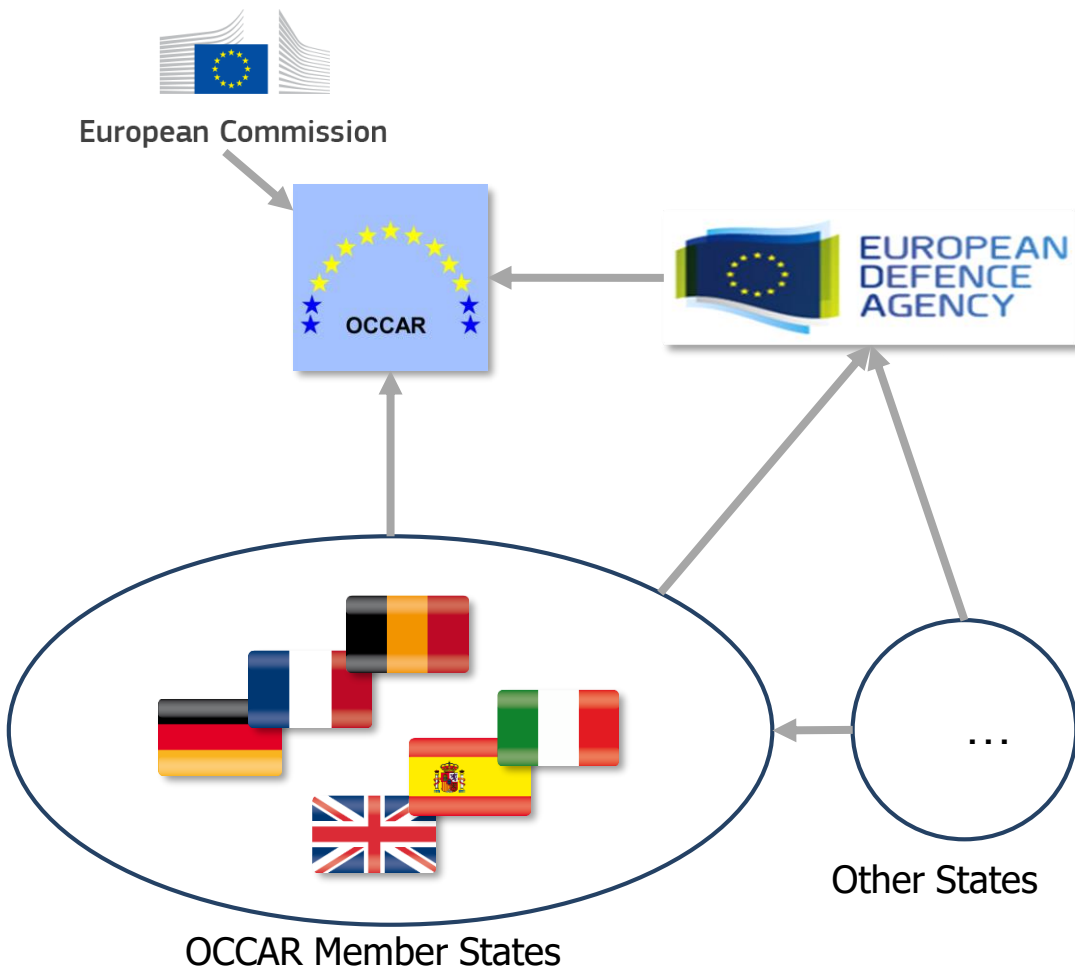 European Commission
OCCAR
EUROPEAN
DEFENCE
AGENCY
...
Other States
OCCAR Member States